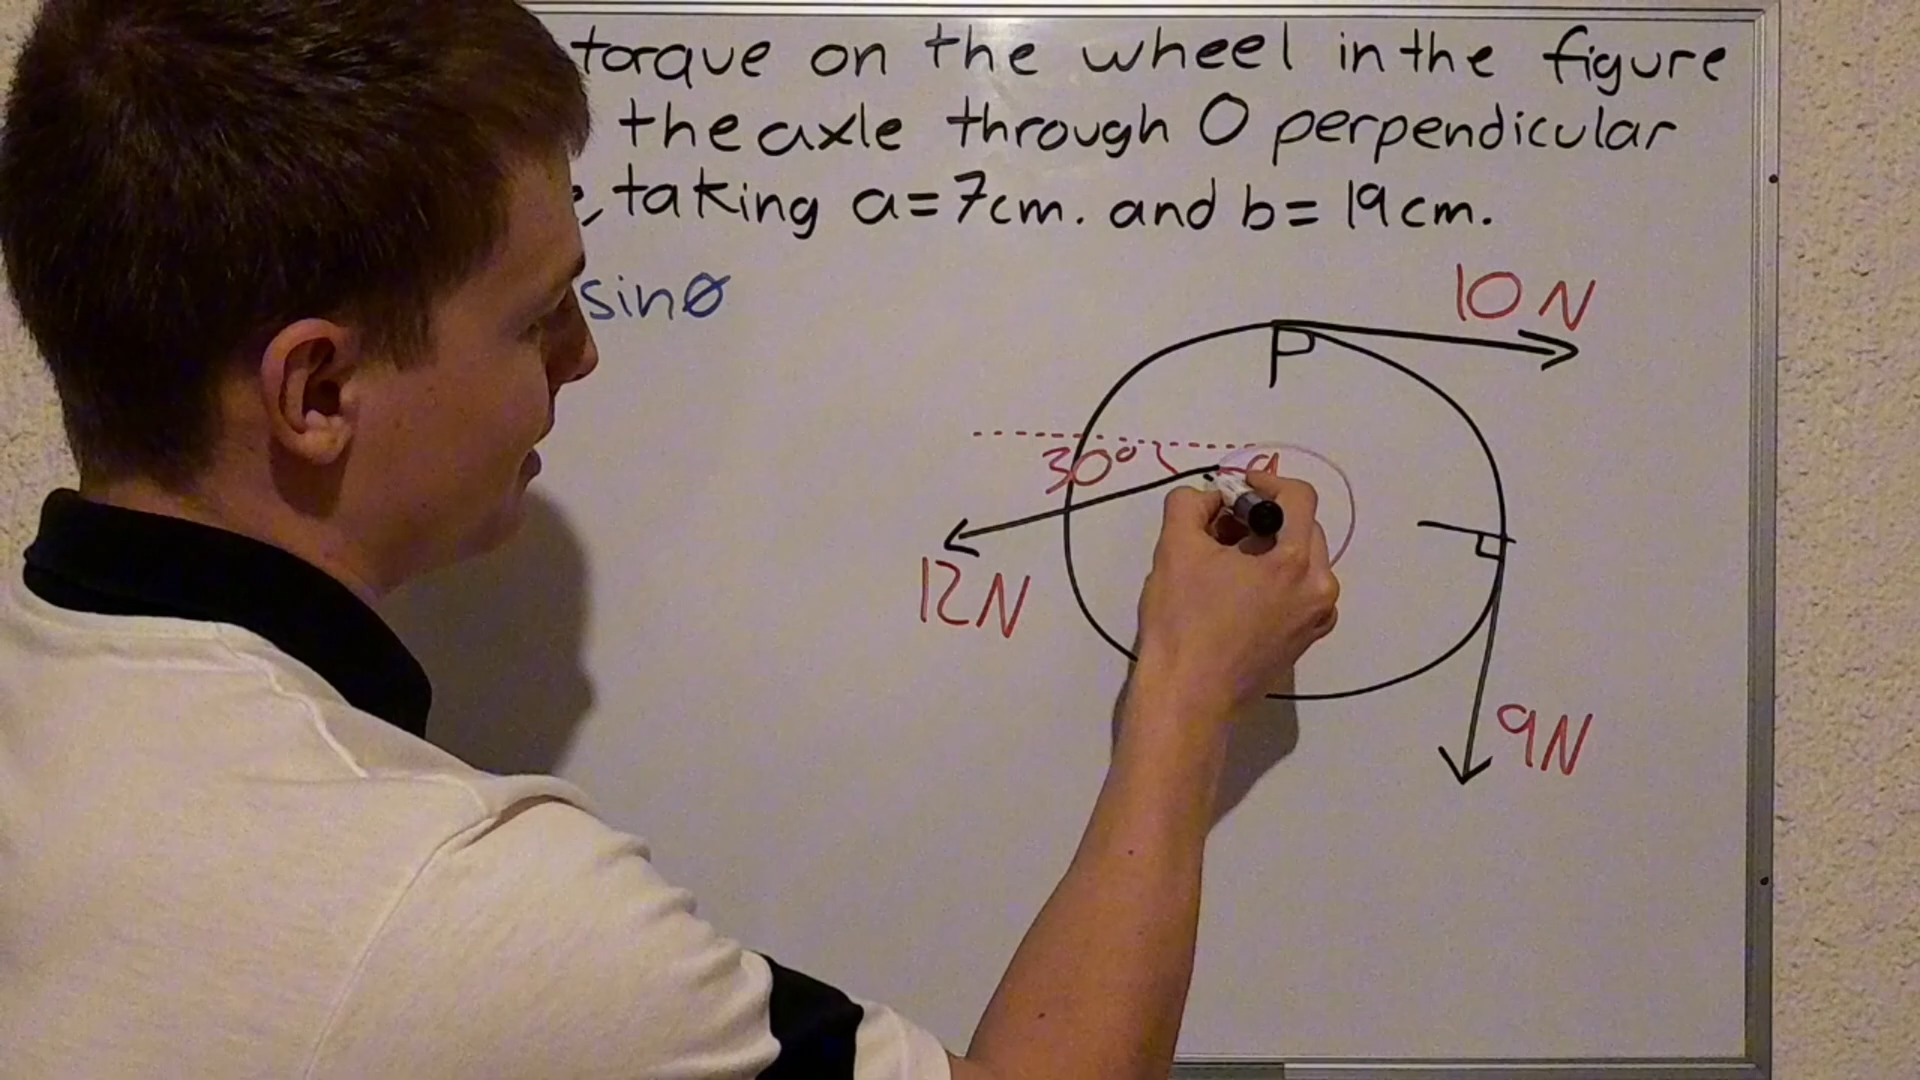 torque on the wheel in the figure
the axle through O perpendicular
, taking a=7cm. and b= 19cm.
sinθ
10 N
30°
a
12N
9N